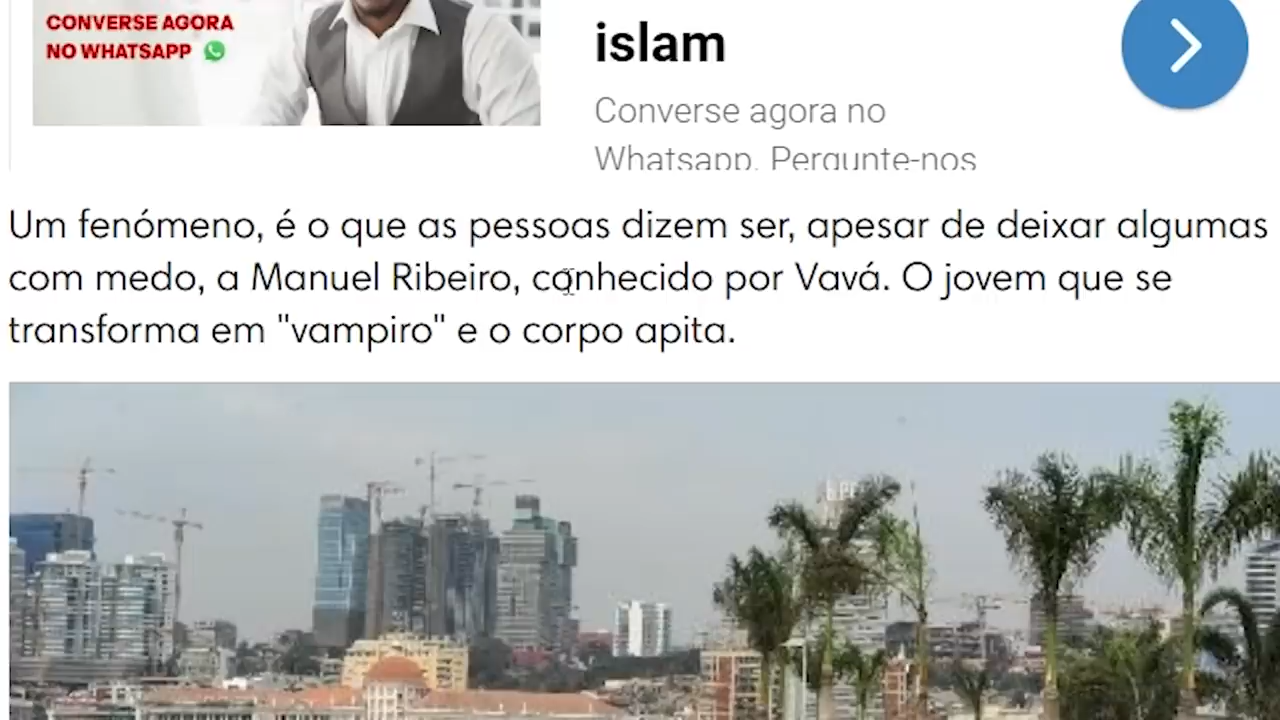 CONVERSE AGORA
NO WHATSAPP
islam
Converse agora no
Whatsapp. Pergunte-nos
Um fenómeno, é o que as pessoas dizem ser, apesar de deixar algumas
com medo, a Manuel Ribeiro, conhecido por Vavá. O jovem que se
transforma em "vampiro" e o corpo apita.